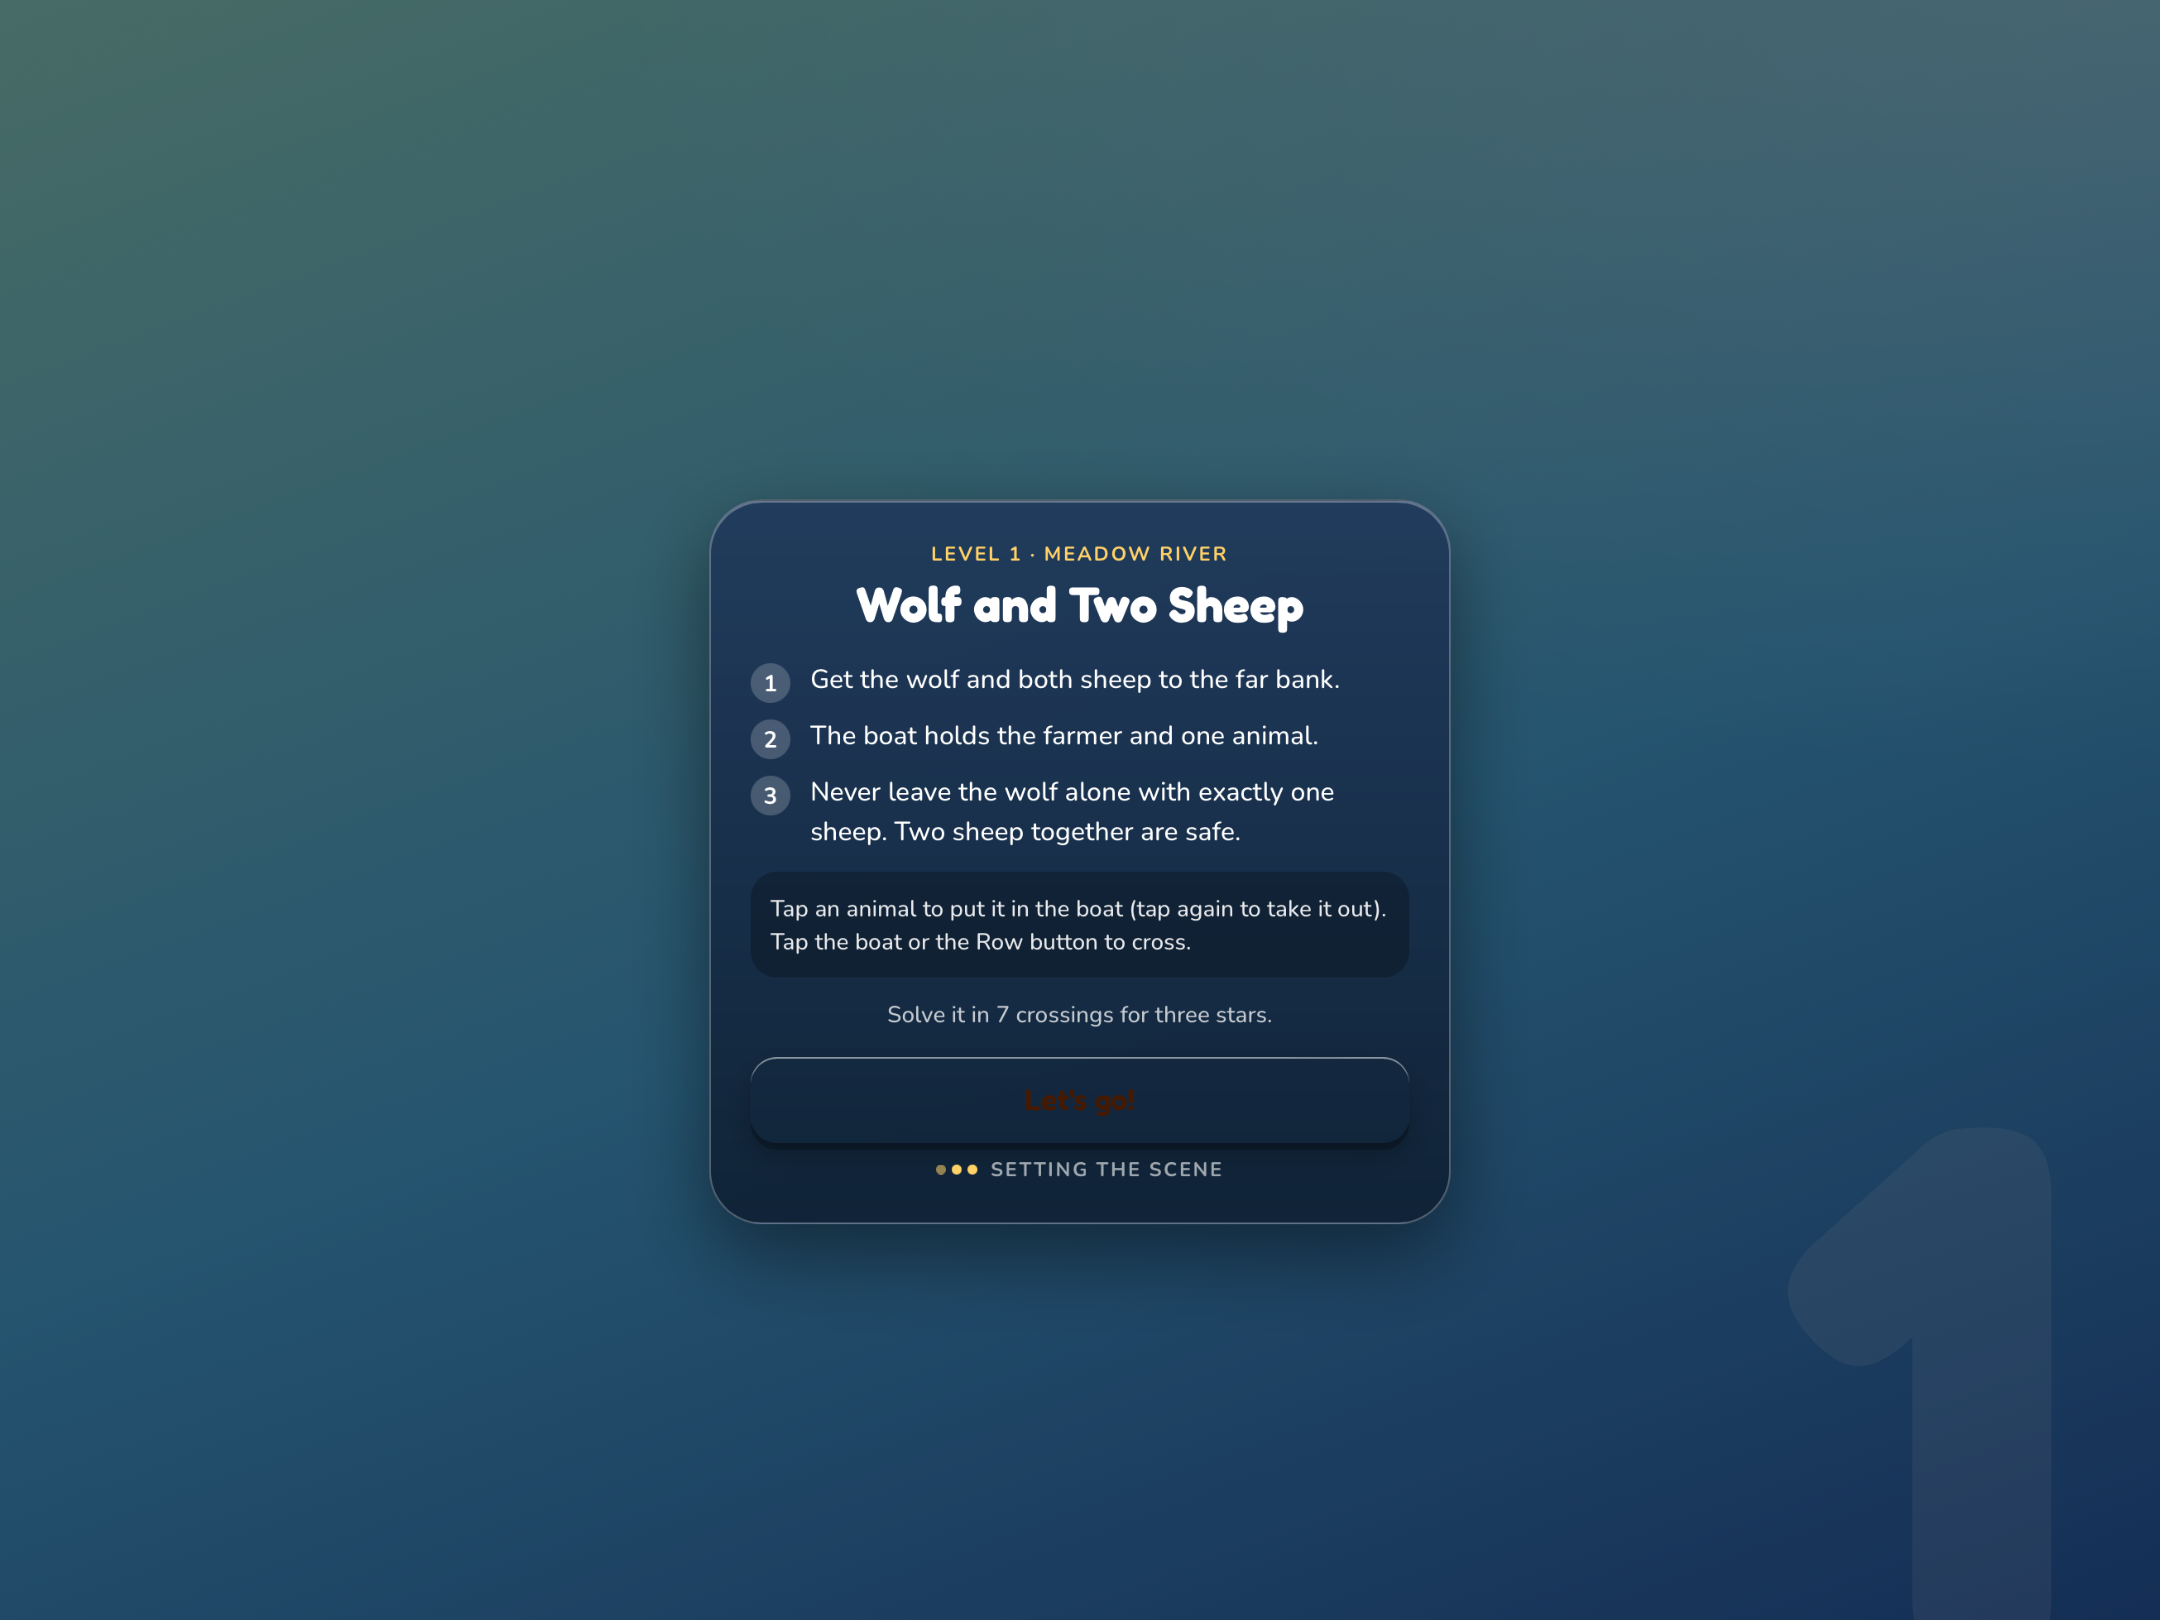 LEVEL 1 · MEADOW RIVER
Wolf and Two Sheep
1 Get the wolf and both sheep to the far bank.
2 The boat holds the farmer and one animal.
3 Never leave the wolf alone with exactly one
sheep. Two sheep together are safe.
Tap an animal to put it in the boat (tap again to take it out).
Tap the boat or the Row button to cross.
Solve it in 7 crossings for three stars.
Let's go!
SETTING THE SCENE
1